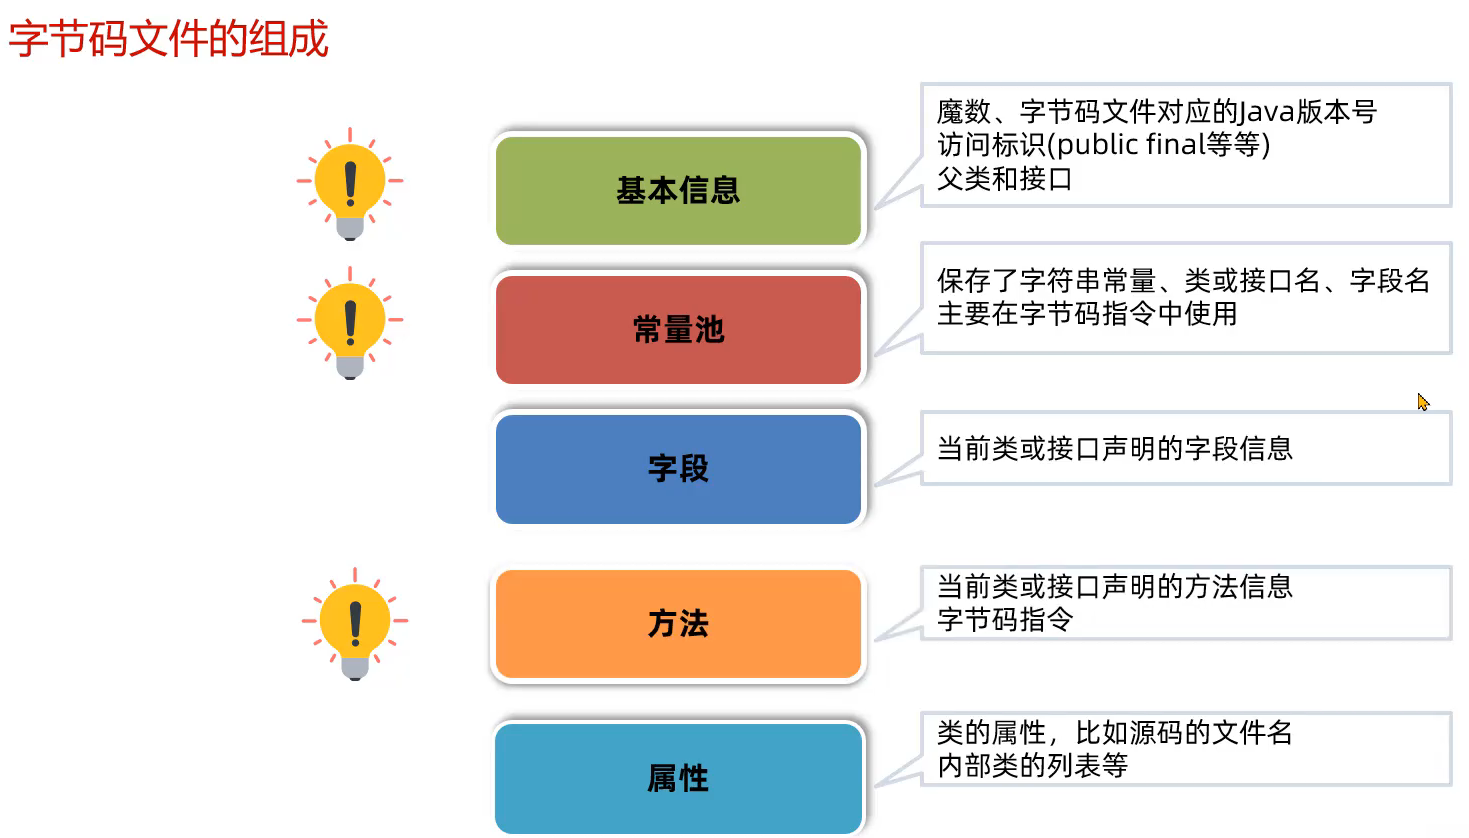 字节码文件的组成
基本信息
魔数、字节码文件对应的Java版本号
访问标识(public final等等)
父类和接口
常量池
保存了字符串常量、类或接口名、字段名
主要在字节码指令中使用
字段
当前类或接口声明的字段信息
方法
当前类或接口声明的方法信息
字节码指令
属性
类的属性，比如源码的文件名
内部类的列表等